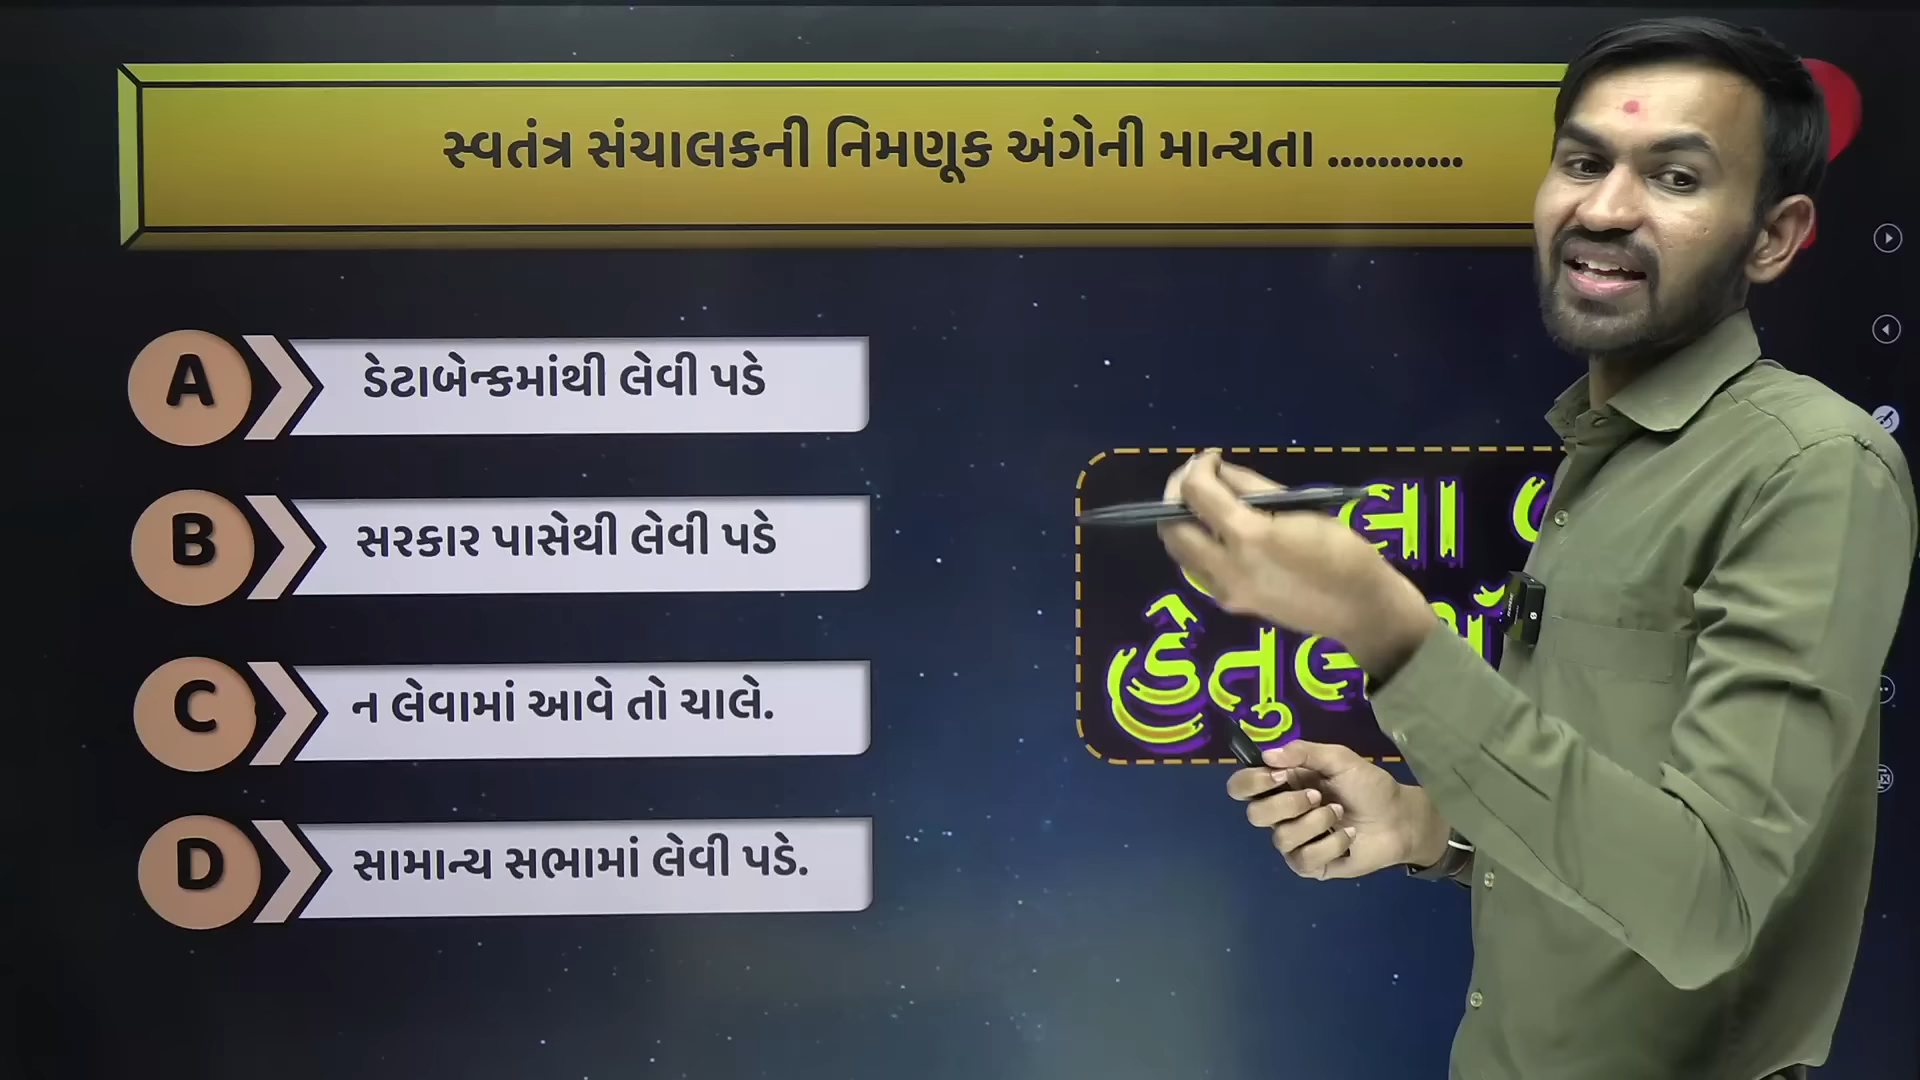 સ્વતંત્ર સંચાલકની નિમણૂક અંગેની માન્યતા ...........
A ડેટાબેન્કમાંથી લેવી પડે
B સરકાર પાસેથી લેવી પડે
C ન લેવામાં આવે તો ચાલે.
D સામાન્ય સભામાં લેવી પડે.